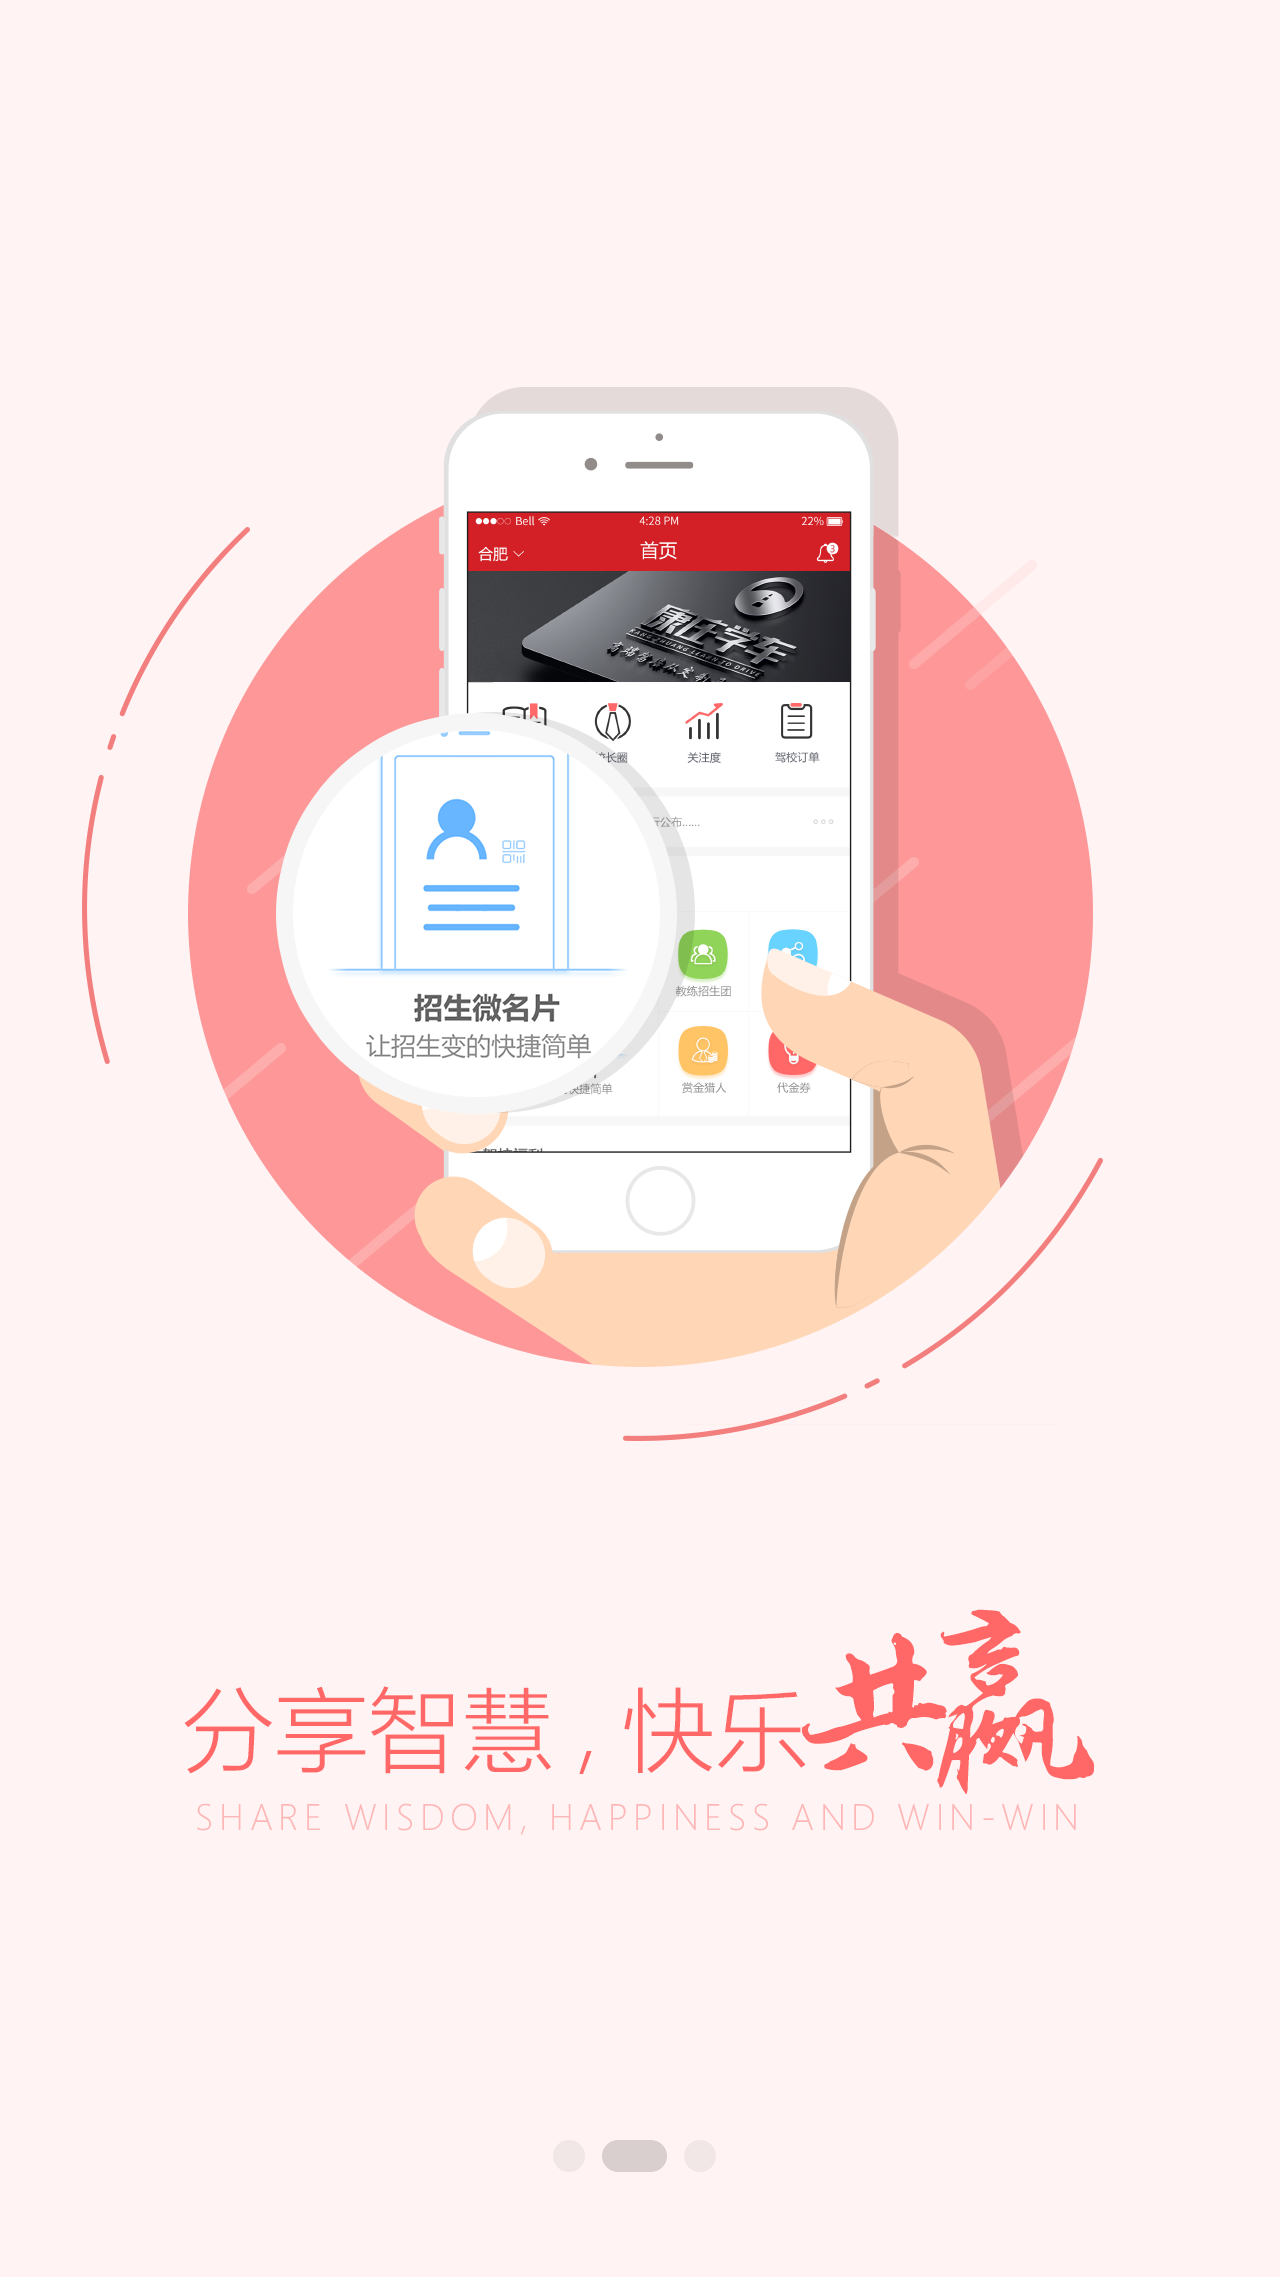 Bell 4:28 PM 22%
合肥 首页 3
康庄学车
KANG ZHUANG LEARN TO DRIVE
长圈 关注度 驾校订单
公布......
教练招生团
招生微名片
让招生变的快捷简单
快捷简单 赏金猎人 代金券
分享智慧,快乐共赢
SHARE WISDOM, HAPPINESS AND WIN-WIN